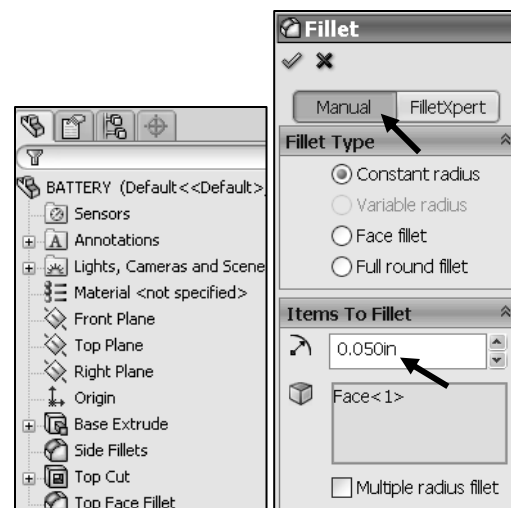 BATTERY (Default<<Default>
Sensors
A Annotations
Lights, Cameras and Scene
Material <not specified>
Front Plane
Top Plane
Right Plane
Origin
Base Extrude
Side Fillets
Top Cut
Top Face Fillet
Fillet
Manual FilletXpert
Fillet Type
Constant radius
Variable radius
Face fillet
Full round fillet
Items To Fillet
0.050in
Face<1>
Multiple radius fillet